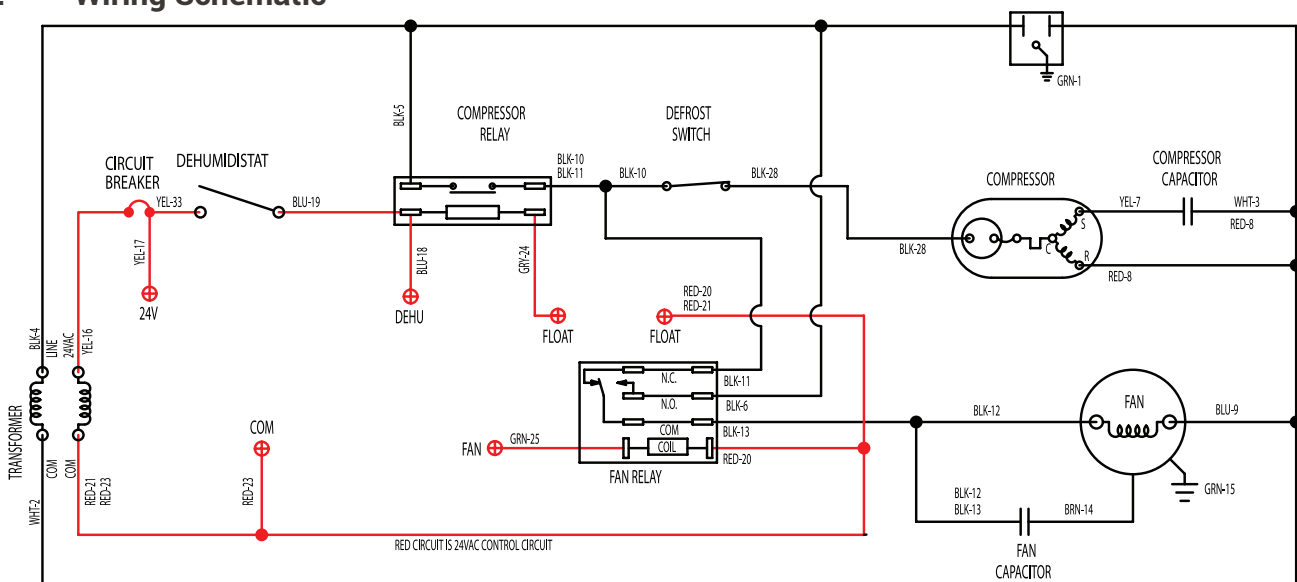 Wiring Schematic
GRN-1
BLK-5
COMPRESSOR
RELAY
DEFROST
SWITCH
BLK-10
BLK-11
BLK-10
BLK-28
COMPRESSOR
CAPACITOR
COMPRESSOR
CIRCUIT
BREAKER
DEHUMIDISTAT
YEL-33
BLU-19
YEL-7
WHT-3
RED-8
S
C
R
BLK-28
RED-8
YEL-17
24V
BLU-18
DEHU
GRY-24
FLOAT
RED-20
RED-21
FLOAT
BLK-4
LINE
24VAC
YEL-16
TRANSFORMER
WHT-2
COM
COM
RED-21
RED-23
COM
RED-23
N.C.
BLK-11
N.O.
BLK-6
COM
BLK-13
COIL
RED-20
FAN
GRN-25
FAN RELAY
BLK-12
FAN
BLU-9
GRN-15
BLK-12
BLK-13
BRN-14
FAN
CAPACITOR
RED CIRCUIT IS 24VAC CONTROL CIRCUIT